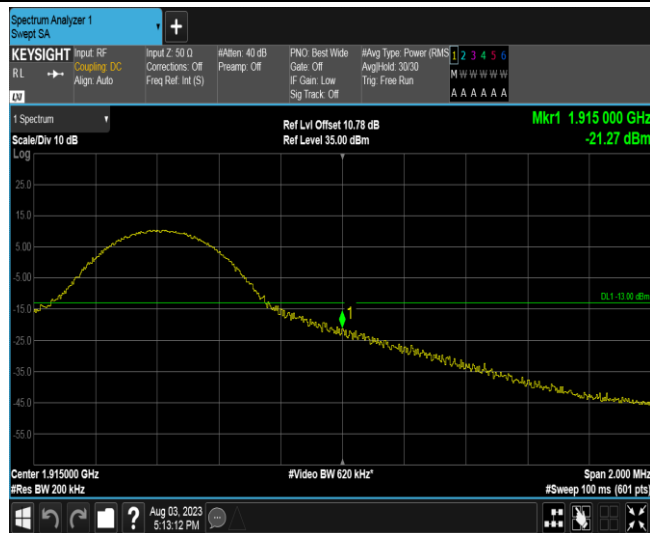 Spectrum Analyzer 1
Swept SA
+
KEYSIGHT
RL
LXI
Input: RF
Coupling: DC
Align: Auto
Input Z: 50 Ω
Corrections: Off
Freq Ref: Int (S)
#Atten: 40 dB
Preamp: Off
PNO: Best Wide
Gate: Off
IF Gain: Low
Sig Track: Off
#Avg Type: Power (RMS
Avg|Hold: 30/30
Trig: Free Run
1 2 3 4 5 6
M W W W W W
A A A A A A
1 Spectrum
Scale/Div 10 dB
Log
Ref Lvl Offset 10.78 dB
Ref Level 35.00 dBm
Mkr1 1.915 000 GHz
-21.27 dBm
25.0
15.0
5.00
-5.00
-15.0
-25.0
-35.0
-45.0
-55.0
DL1 -13.00 dBm
1
Center 1.915000 GHz
#Res BW 200 kHz
#Video BW 620 kHz*
Span 2.000 MHz
#Sweep 100 ms (601 pts)
?
Aug 03, 2023
5:13:12 PM